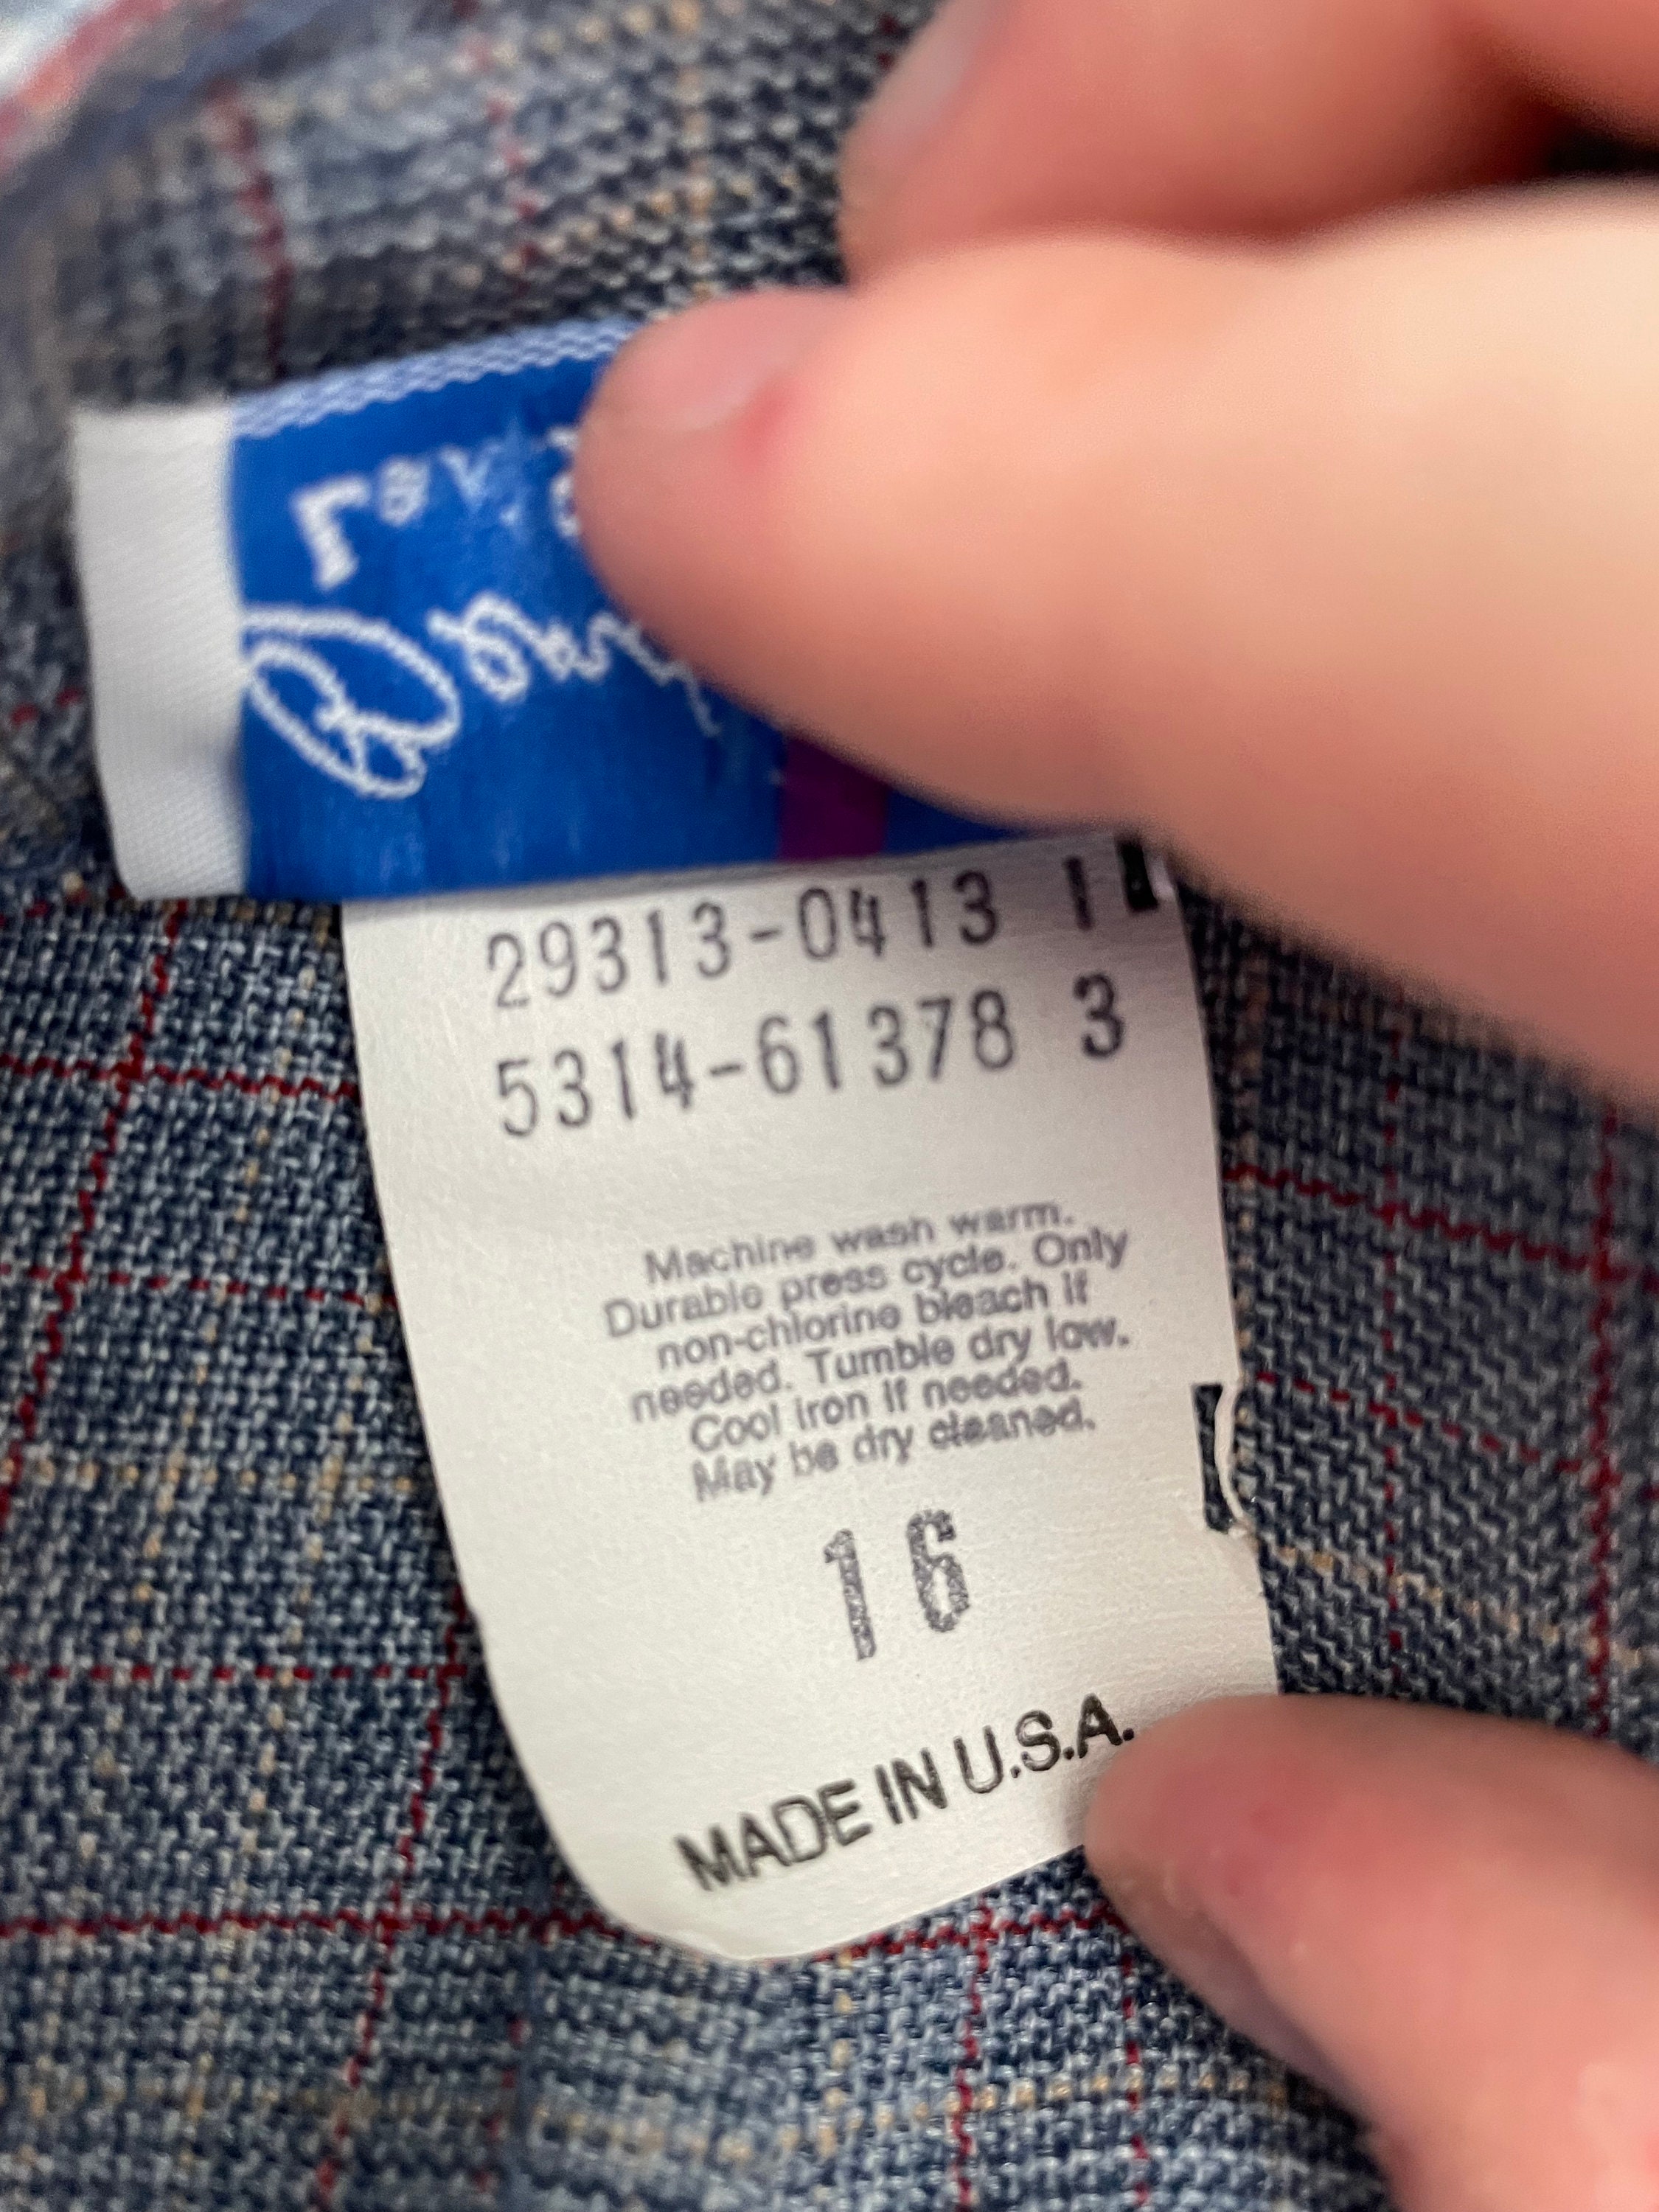 29313-0413 1
5314-61378 3
Machine wash warm.
Durable press cycle. Only
non-chlorine bleach if
needed. Tumble dry low.
Cool iron if needed.
May be dry cleaned.
16
MADE IN U.S.A.